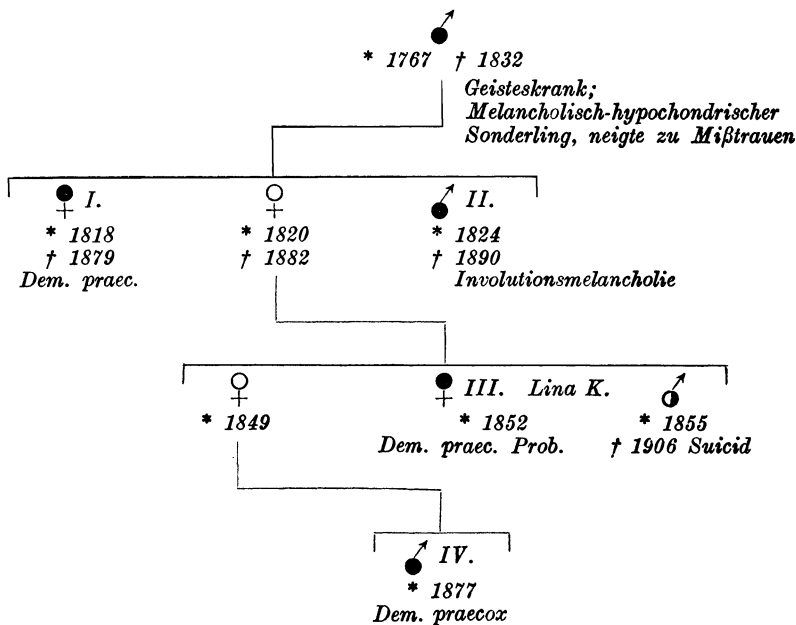 * 1767 † 1832
Geisteskrank;
Melancholisch-hypochondrischer
Sonderling, neigte zu Mißtrauen
I.
* 1818
† 1879
Dem. praec.
* 1820
† 1882
II.
* 1824
† 1890
Involutionsmelancholie
* 1849
III. Lina K.
* 1852
Dem. praec. Prob.
* 1855
† 1906 Suicid
IV.
* 1877
Dem. praecox